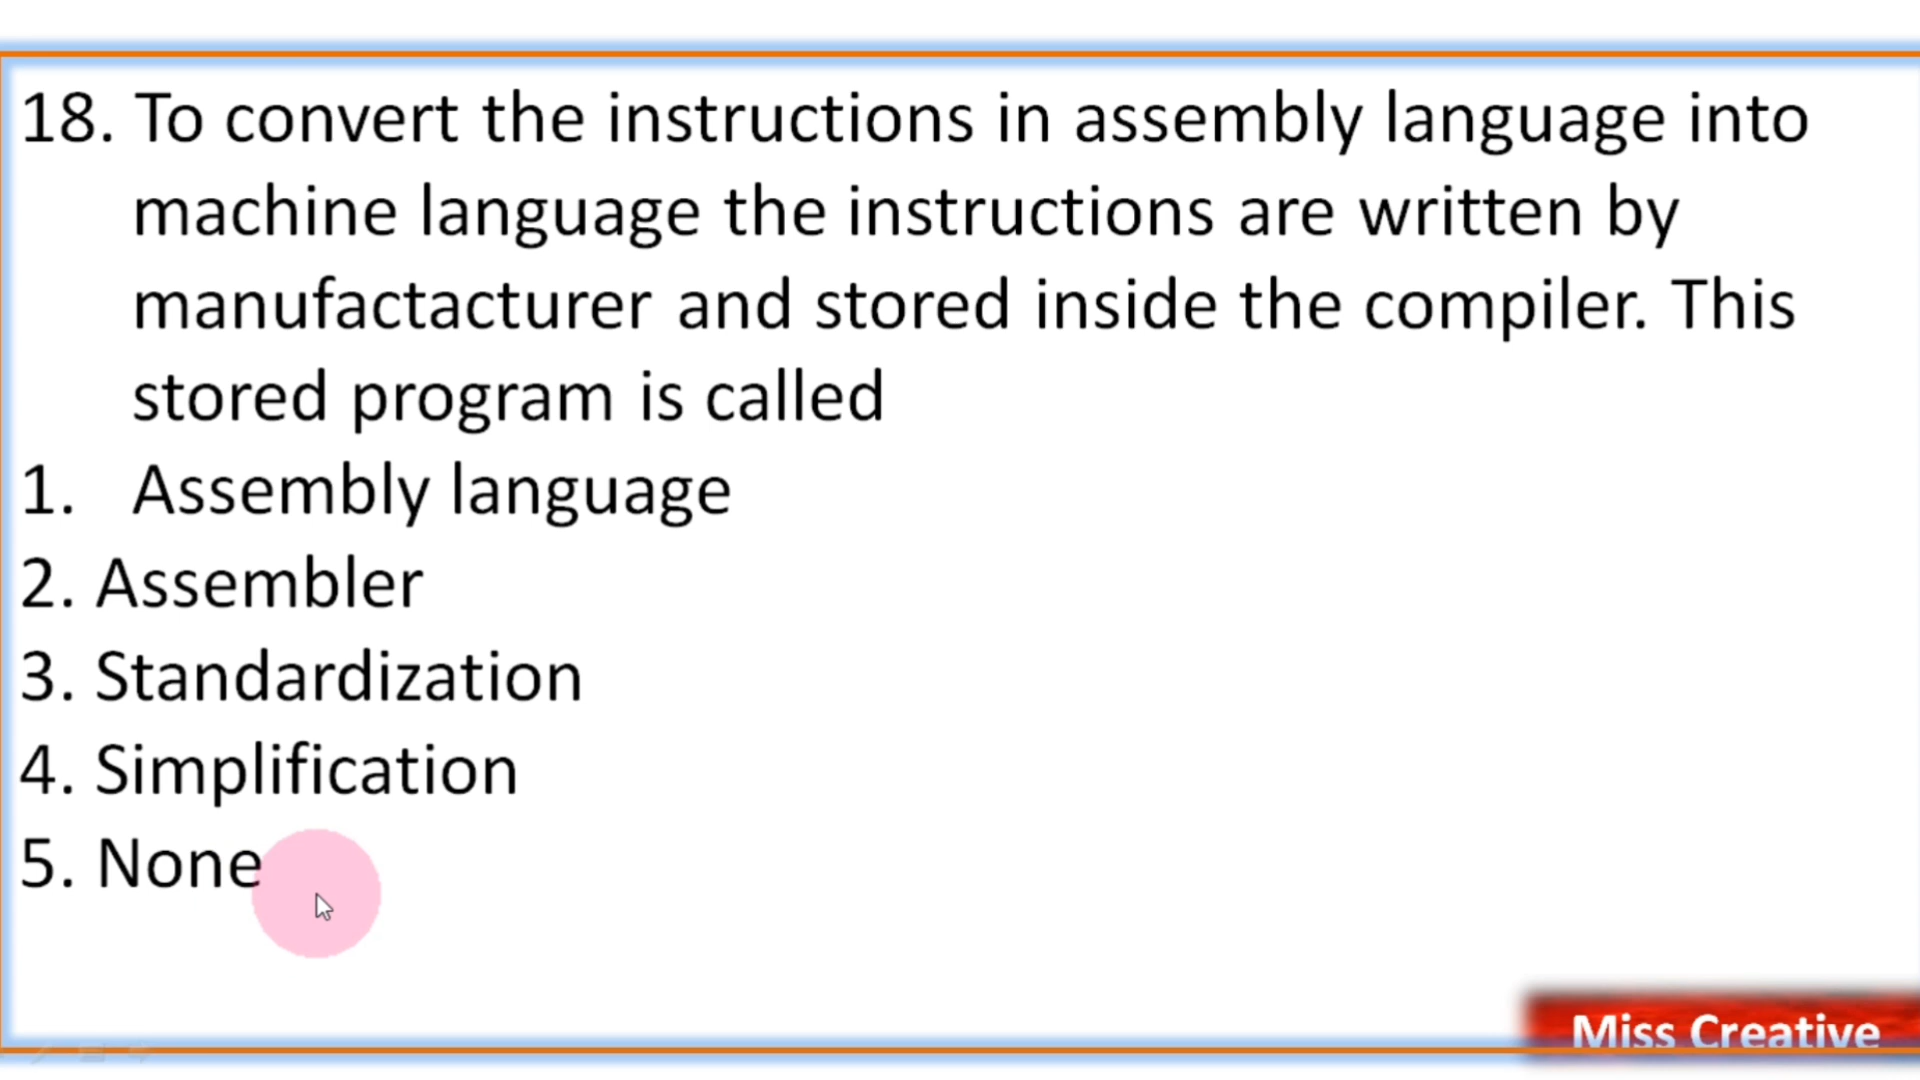 18. To convert the instructions in assembly language into
machine language the instructions are written by
manufactacturer and stored inside the compiler. This
stored program is called
1. Assembly language
2. Assembler
3. Standardization
4. Simplification
5. None
Miss Creative